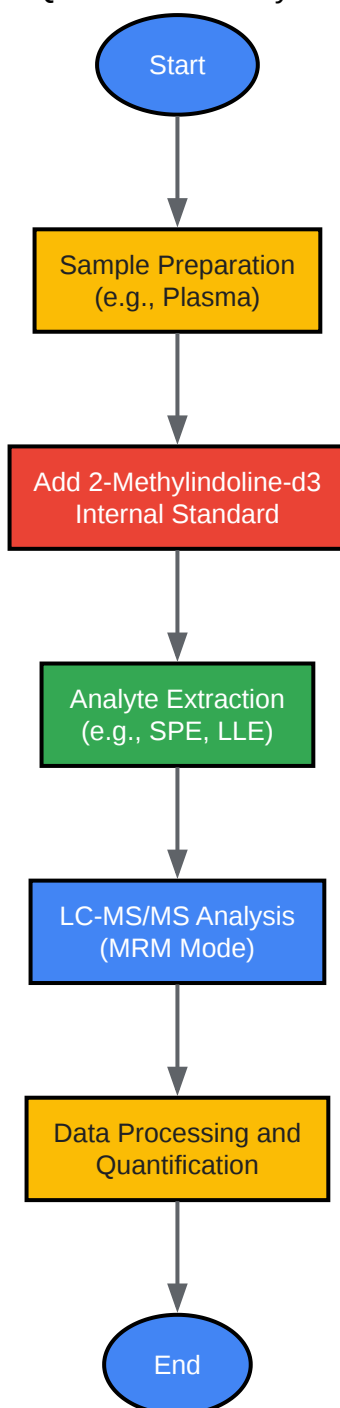 Start
Sample Preparation
(e.g., Plasma)
Add 2-Methylindoline-d3
Internal Standard
Analyte Extraction
(e.g., SPE, LLE)
LC-MS/MS Analysis
(MRM Mode)
Data Processing and
Quantification
End